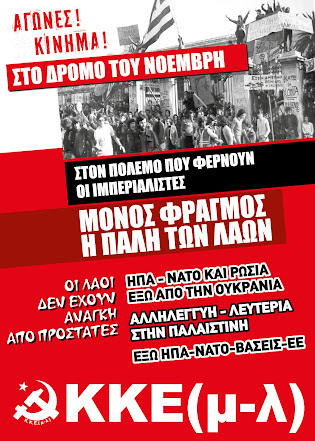 ΑΓΩΝΕΣ!
ΚΙΝΗΜΑ!
ΣΤΟ ΔΡΟΜΟ ΤΟΥ ΝΟΕΜΒΡΗ
ΣΤΟΝ ΠΟΛΕΜΟ ΠΟΥ ΦΕΡΝΟΥΝ
ΟΙ ΙΜΠΕΡΙΑΛΙΣΤΕΣ
ΜΟΝΟΣ ΦΡΑΓΜΟΣ
Η ΠΑΛΗ ΤΩΝ ΛΑΩΝ
ΟΙ ΛΑΟΙ
ΔΕΝ ΕΧΟΥΝ
ΑΝΑΓΚΗ
ΑΠΟ ΠΡΟΣΤΑΤΕΣ
ΗΠΑ - ΝΑΤΟ ΚΑΙ ΡΩΣΙΑ
ΕΞΩ ΑΠΟ ΤΗΝ ΟΥΚΡΑΝΙΑ
ΑΛΛΗΛΕΓΓΥΗ - ΛΕΥΤΕΡΙΑ
ΣΤΗΝ ΠΑΛΑΙΣΤΙΝΗ
ΕΞΩ ΗΠΑ-ΝΑΤΟ-ΒΑΣΕΙΣ-ΕΕ
ΚΚΕ(μ-λ)
ΚΚΕ(μ-λ)